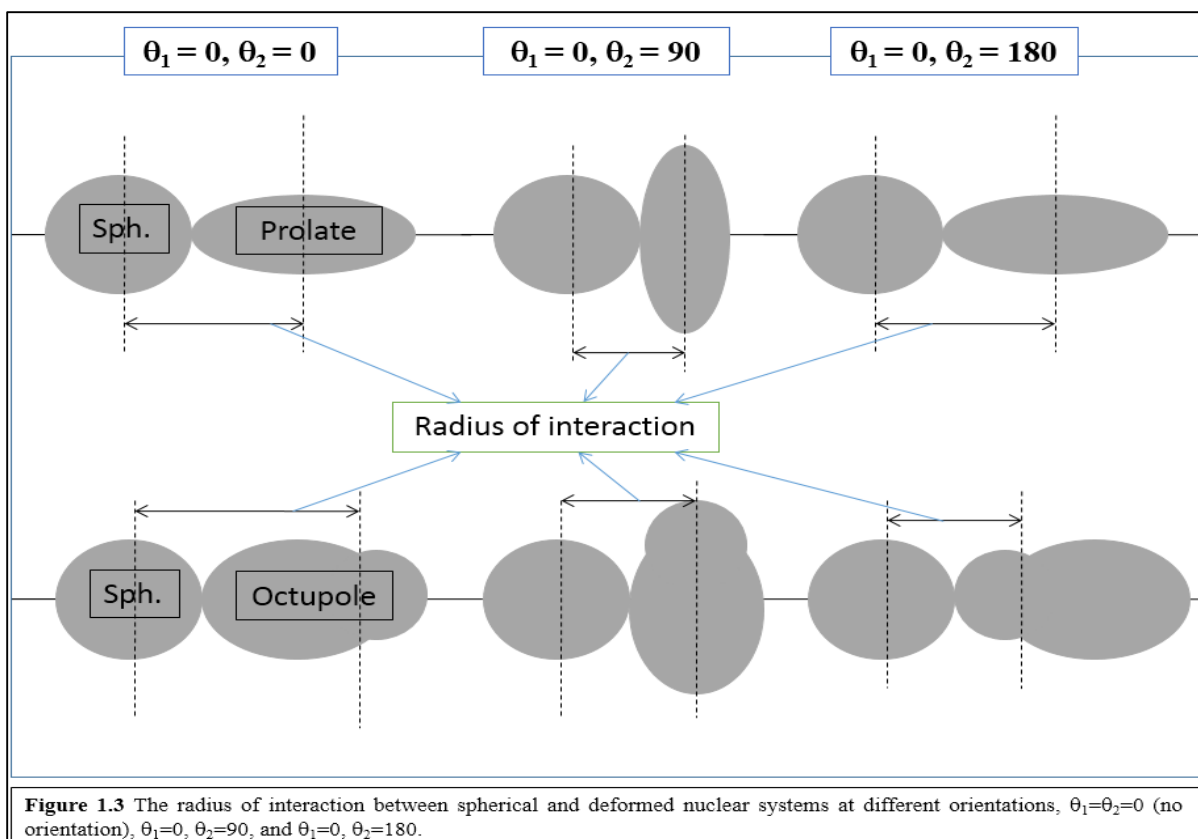 θ₁ = 0, θ₂ = 0
θ₁ = 0, θ₂ = 90
θ₁ = 0, θ₂ = 180
Sph.
Prolate
Radius of interaction
Sph.
Octupole
Figure 1.3 The radius of interaction between spherical and deformed nuclear systems at different orientations, θ₁=θ₂=0 (no
orientation), θ₁=0, θ₂=90, and θ₁=0, θ₂=180.